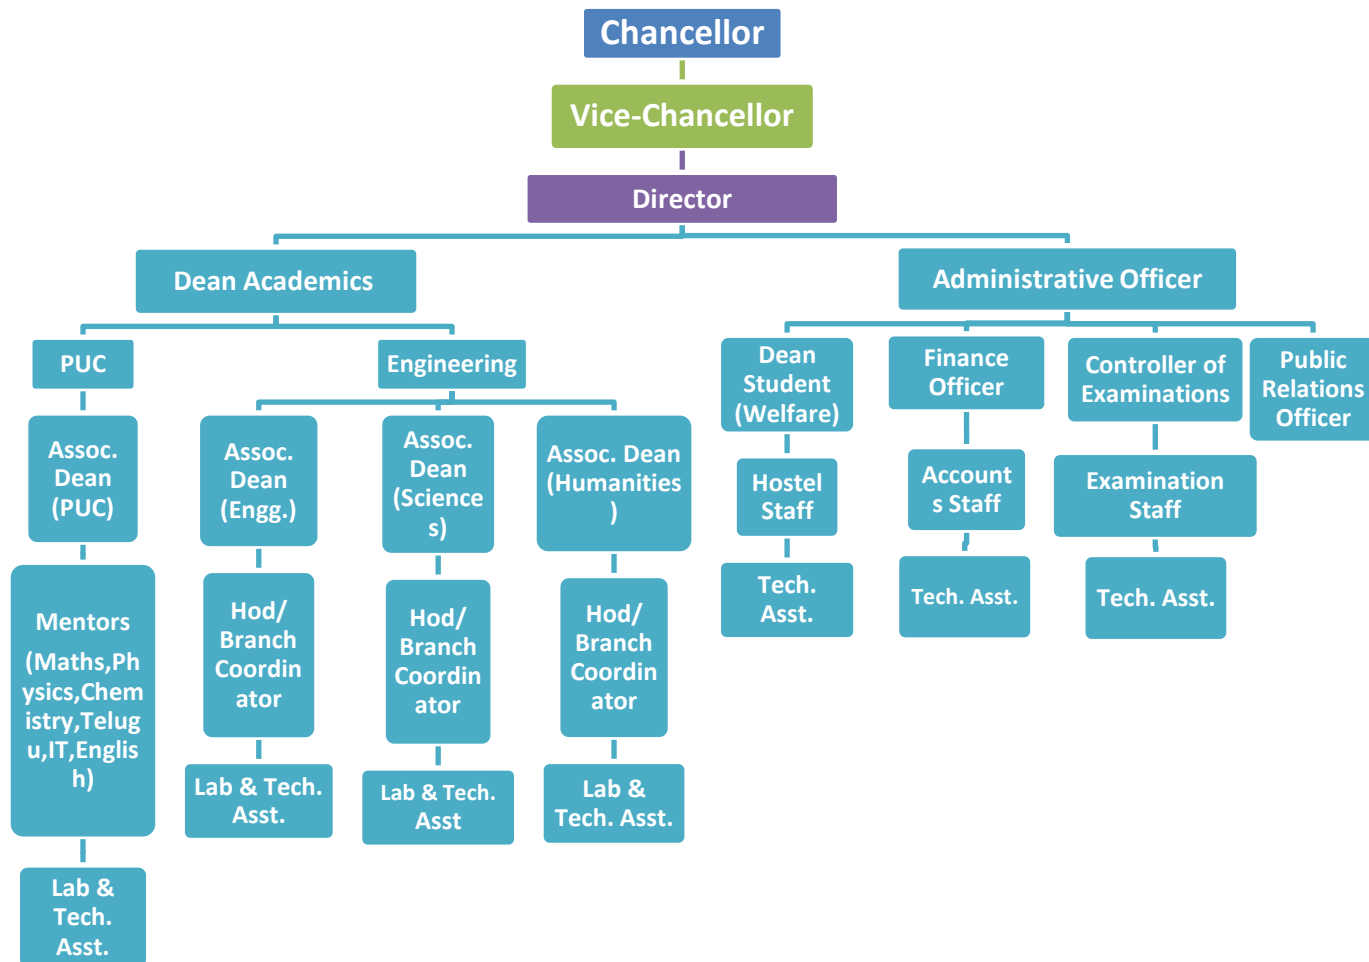 Chancellor
Vice-Chancellor
Director
Dean Academics
Administrative Officer
PUC
Engineering
Dean
Student
(Welfare)
Finance
Officer
Controller of
Examinations
Public
Relations
Officer
Assoc.
Dean
(PUC)
Assoc.
Dean
(Engg.)
Assoc.
Dean
(Science
s)
Assoc. Dean
(Humanities
)
Hostel
Staff
Account
s Staff
Examination
Staff
Mentors
(Maths,Ph
ysics,Chem
istry,Telug
u,IT,Englis
h)
Hod/
Branch
Coordin
ator
Hod/
Branch
Coordin
ator
Hod/
Branch
Coordin
ator
Tech.
Asst.
Tech. Asst.
Tech. Asst.
Lab & Tech.
Asst.
Lab & Tech.
Asst
Lab &
Tech. Asst.
Lab &
Tech.
Asst.